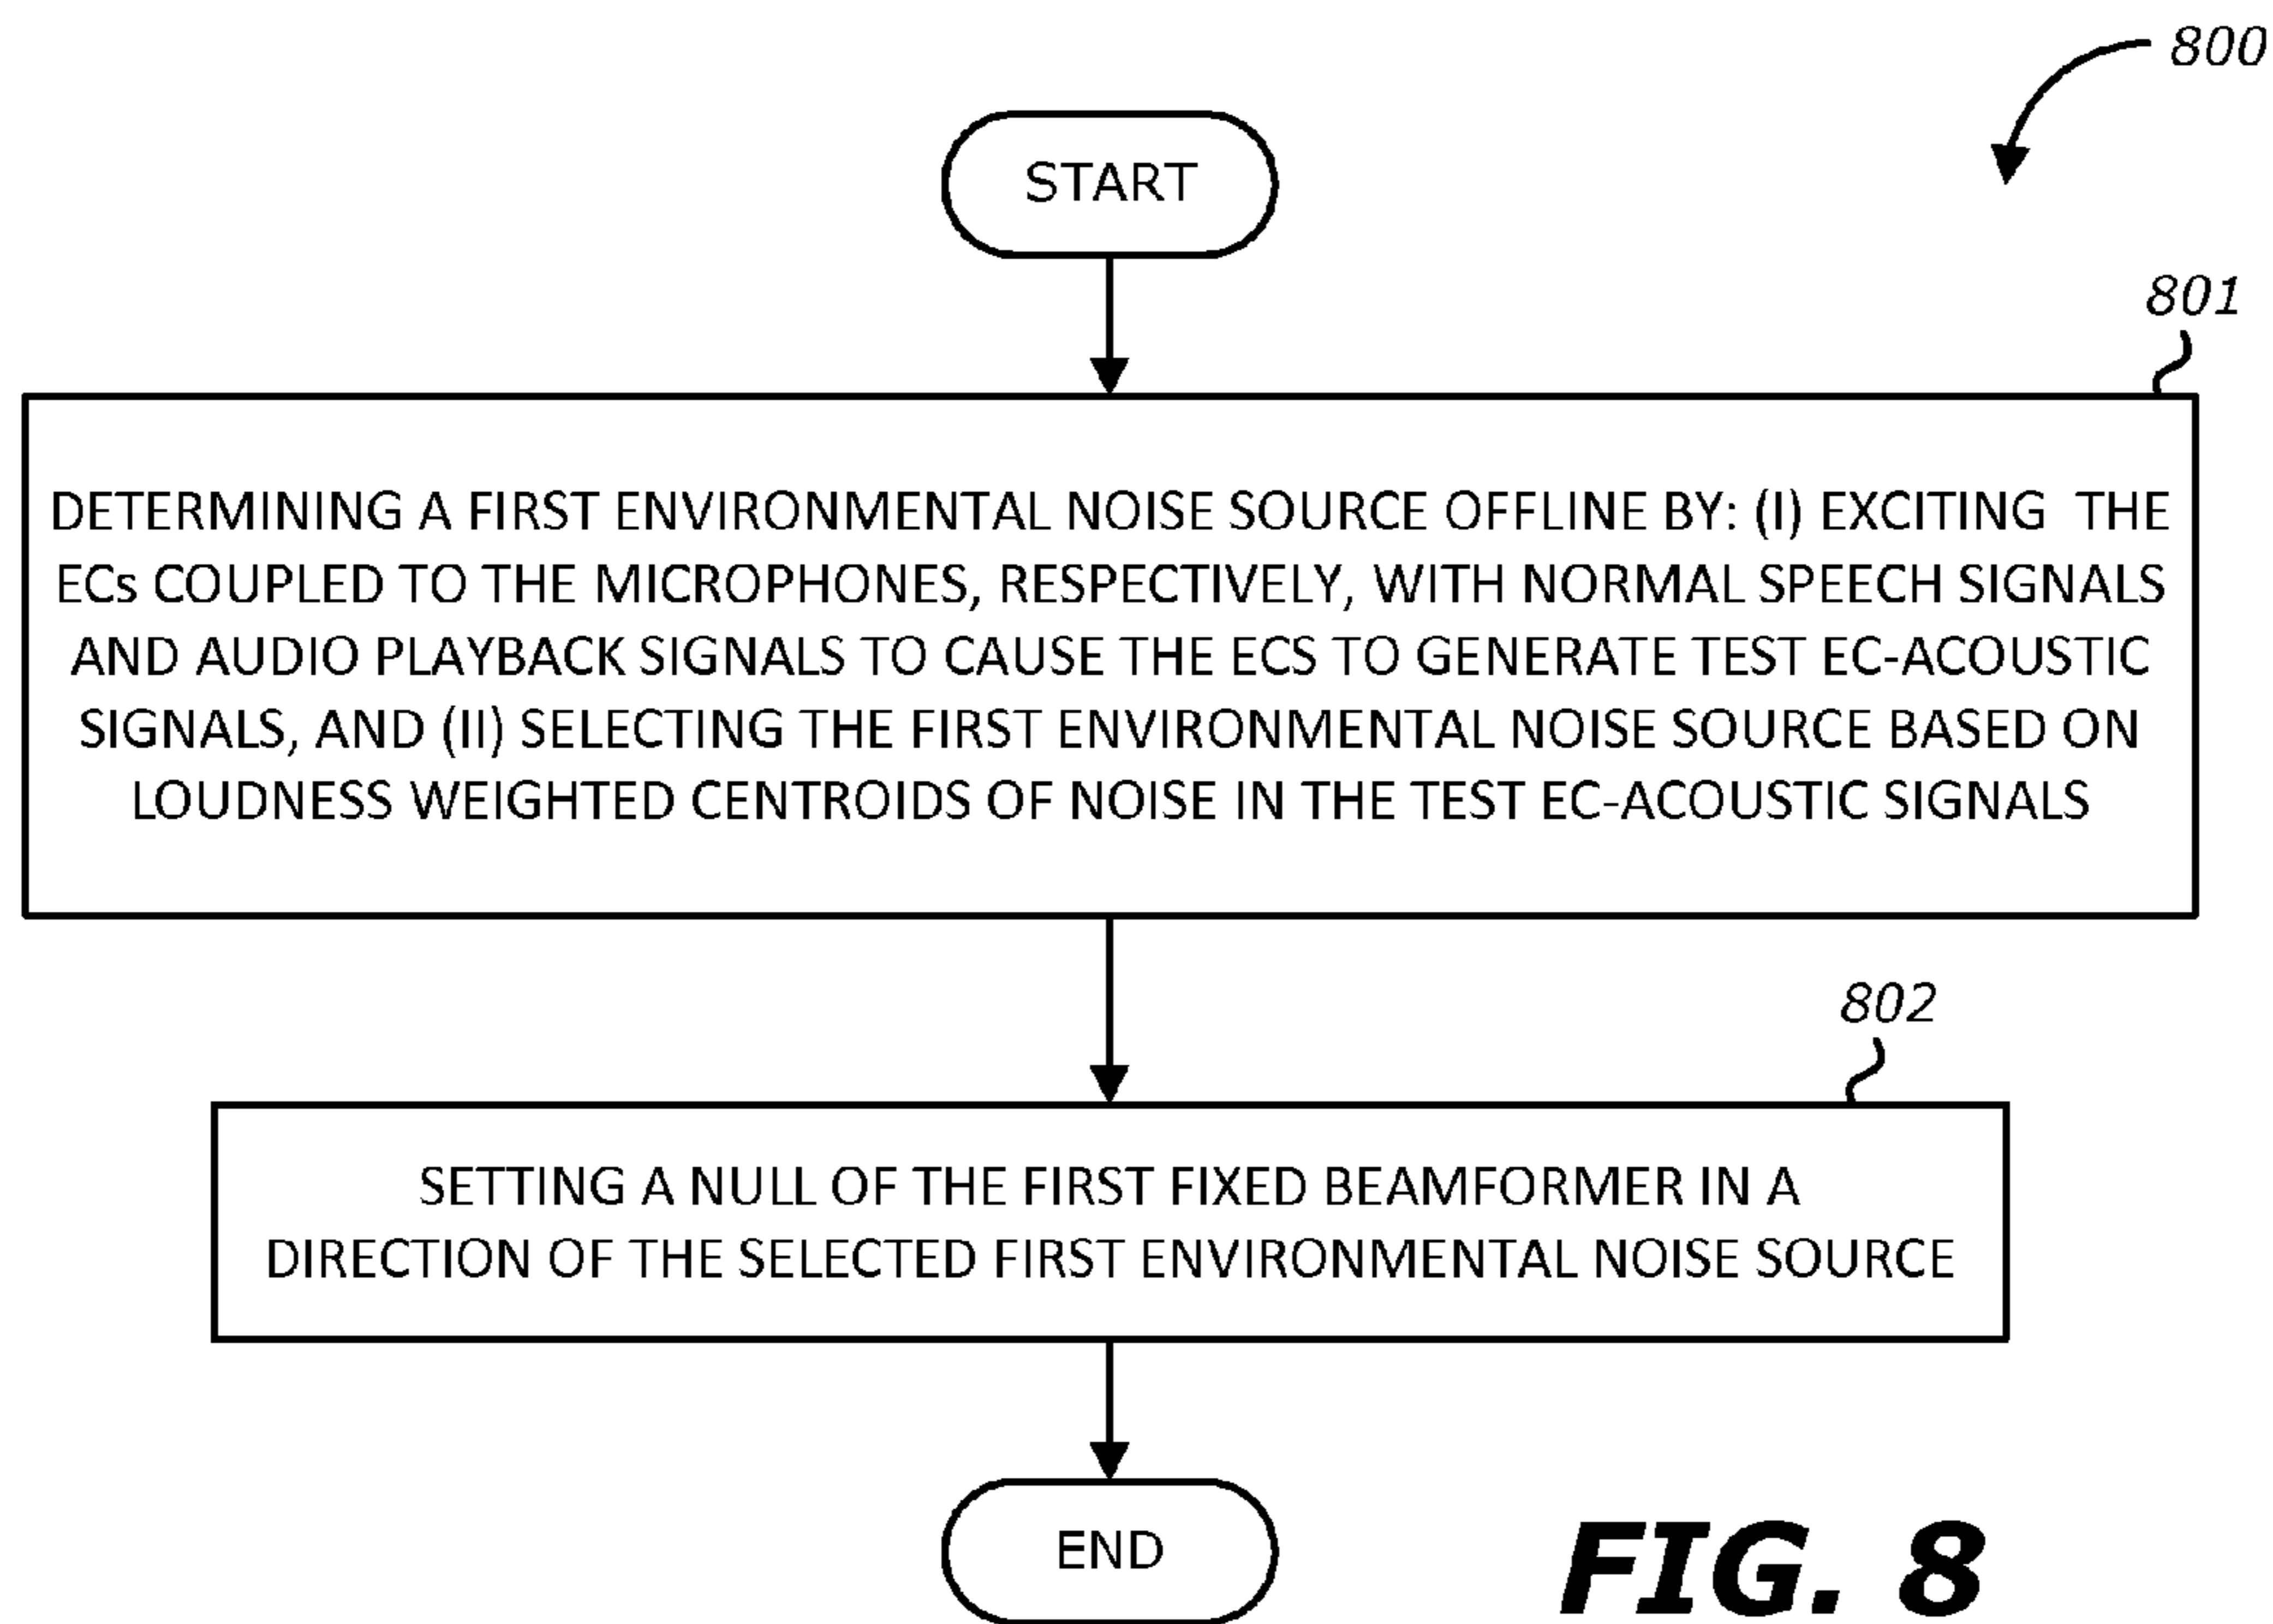 800
START
801
DETERMINING A FIRST ENVIRONMENTAL NOISE SOURCE OFFLINE BY: (I) EXCITING THE
ECs COUPLED TO THE MICROPHONES, RESPECTIVELY, WITH NORMAL SPEECH SIGNALS
AND AUDIO PLAYBACK SIGNALS TO CAUSE THE ECS TO GENERATE TEST EC-ACOUSTIC
SIGNALS, AND (II) SELECTING THE FIRST ENVIRONMENTAL NOISE SOURCE BASED ON
LOUDNESS WEIGHTED CENTROIDS OF NOISE IN THE TEST EC-ACOUSTIC SIGNALS
802
SETTING A NULL OF THE FIRST FIXED BEAMFORMER IN A
DIRECTION OF THE SELECTED FIRST ENVIRONMENTAL NOISE SOURCE
END
FIG. 8